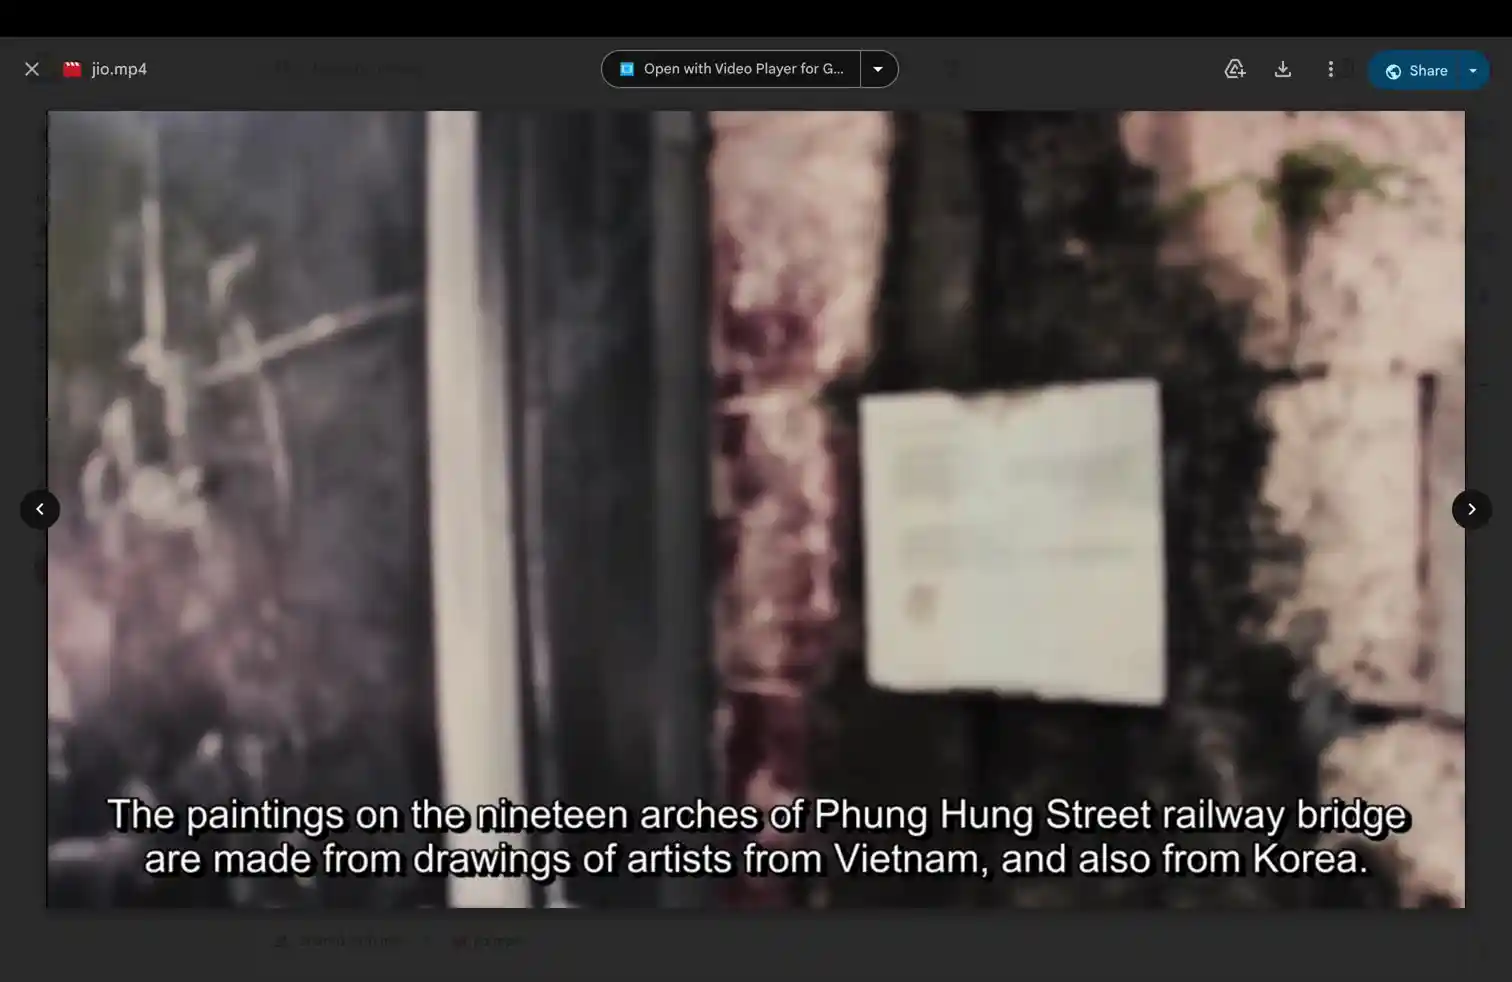 jio.mp4
Open with Video Player for G...
Share
The paintings on the nineteen arches of Phung Hung Street railway bridge
are made from drawings of artists from Vietnam, and also from Korea.